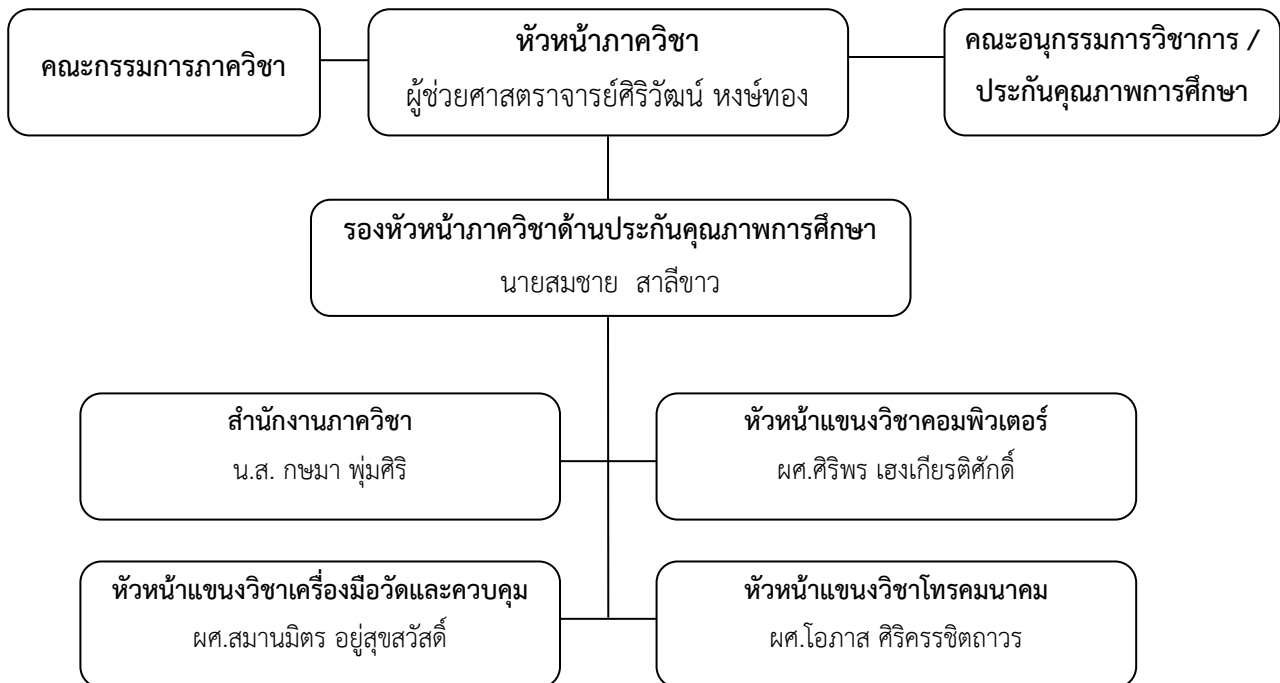 คณะกรรมการภาควิชา
หัวหน้าภาควิชา
ผู้ช่วยศาสตราจารย์ศิริวัฒน์ หงษ์ทอง
คณะอนุกรรมการวิชาการ /
ประกันคุณภาพการศึกษา
รองหัวหน้าภาควิชาด้านประกันคุณภาพการศึกษา
นายสมชาย สาลีขาว
สำนักงานภาควิชา
น.ส. กษมา พุ่มศิริ
หัวหน้าแขนงวิชาคอมพิวเตอร์
ผศ.ศิริพร เฮงเกียรติศักดิ์
หัวหน้าแขนงวิชาเครื่องมือวัดและควบคุม
ผศ.สมานมิตร อยู่สุขสวัสดิ์
หัวหน้าแขนงวิชาโทรคมนาคม
ผศ.โอภาส ศิริครรชิตถาวร